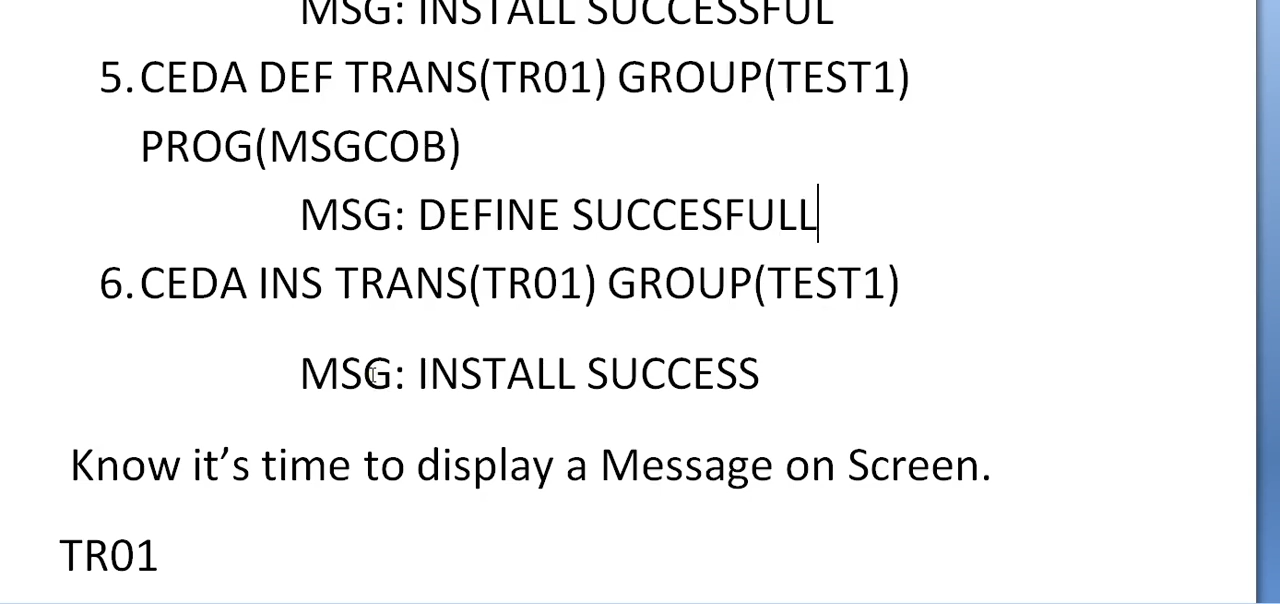 MSG: INSTALL SUCCESSFUL
5. CEDA DEF TRANS(TR01) GROUP(TEST1)
PROG(MSGCOB)
MSG: DEFINE SUCCESFULL
6. CEDA INS TRANS(TR01) GROUP(TEST1)
MSG: INSTALL SUCCESS
Know it’s time to display a Message on Screen.
TR01